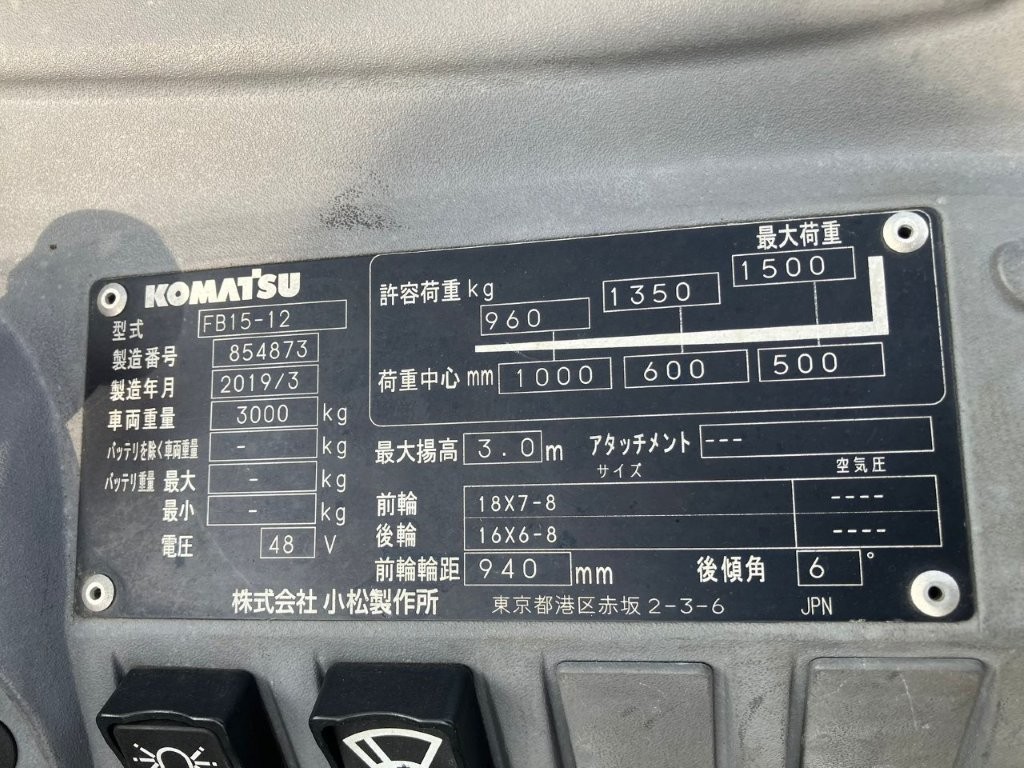 KOMATSU
型式 FB15-12
製造番号 854873
製造年月 2019/3
車両重量 3000 kg
バッテリを除く車両重量 - kg
バッテリ重量 最大 - kg
最小 - kg
電圧 48 V
最大荷重
許容荷重 kg 960 1350 1500
荷重中心 mm 1000 600 500
最大揚高 3.0 m アタッチメント ---
サイズ 空気圧
前輪 18X7-8 ----
後輪 16X6-8 ----
前輪輪距 940 mm 後傾角 6 °
株式会社 小松製作所 東京都港区赤坂 2-3-6 JPN